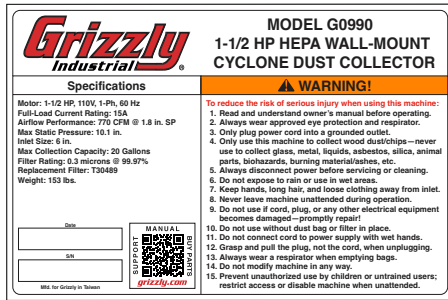 Grizzly
Industrial
®
MODEL G0990
1-1/2 HP HEPA WALL-MOUNT
CYCLONE DUST COLLECTOR
Specifications
Motor: 1-1/2 HP, 110V, 1-Ph, 60 Hz
Full-Load Current Rating: 15A
Airflow Performance: 770 CFM @ 1.8 in. SP
Max Static Pressure: 10.1 in.
Inlet Size: 6 in.
Max Collection Capacity: 20 Gallons
Filter Rating: 0.3 microns @ 99.97%
Replacement Filter: T30489
Weight: 153 lbs.
Date
S/N
Mfd. for Grizzly in Taiwan
MANUAL
SUPPORT
BUY PARTS
grizzly.com
WARNING!
To reduce the risk of serious injury when using this machine:
1. Read and understand owner's manual before operating.
2. Always wear approved eye protection and respirator.
3. Only plug power cord into a grounded outlet.
4. Only use this machine to collect wood dust/chips—never
use to collect glass, metal, liquids, asbestos, silica, animal
parts, biohazards, burning material/ashes, etc.
5. Always disconnect power before servicing or cleaning.
6. Do not expose to rain or use in wet areas.
7. Keep hands, long hair, and loose clothing away from inlet.
8. Never leave machine unattended during operation.
9. Do not use if cord, plug, or any other electrical equipment
becomes damaged—promptly repair!
10. Do not use without dust bag or filter in place.
11. Do not connect cord to power supply with wet hands.
12. Grasp and pull the plug, not the cord, when unplugging.
13. Always wear a respirator when emptying bags.
14. Do not modify machine in any way.
15. Prevent unauthorized use by children or untrained users;
restrict access or disable machine when unattended.